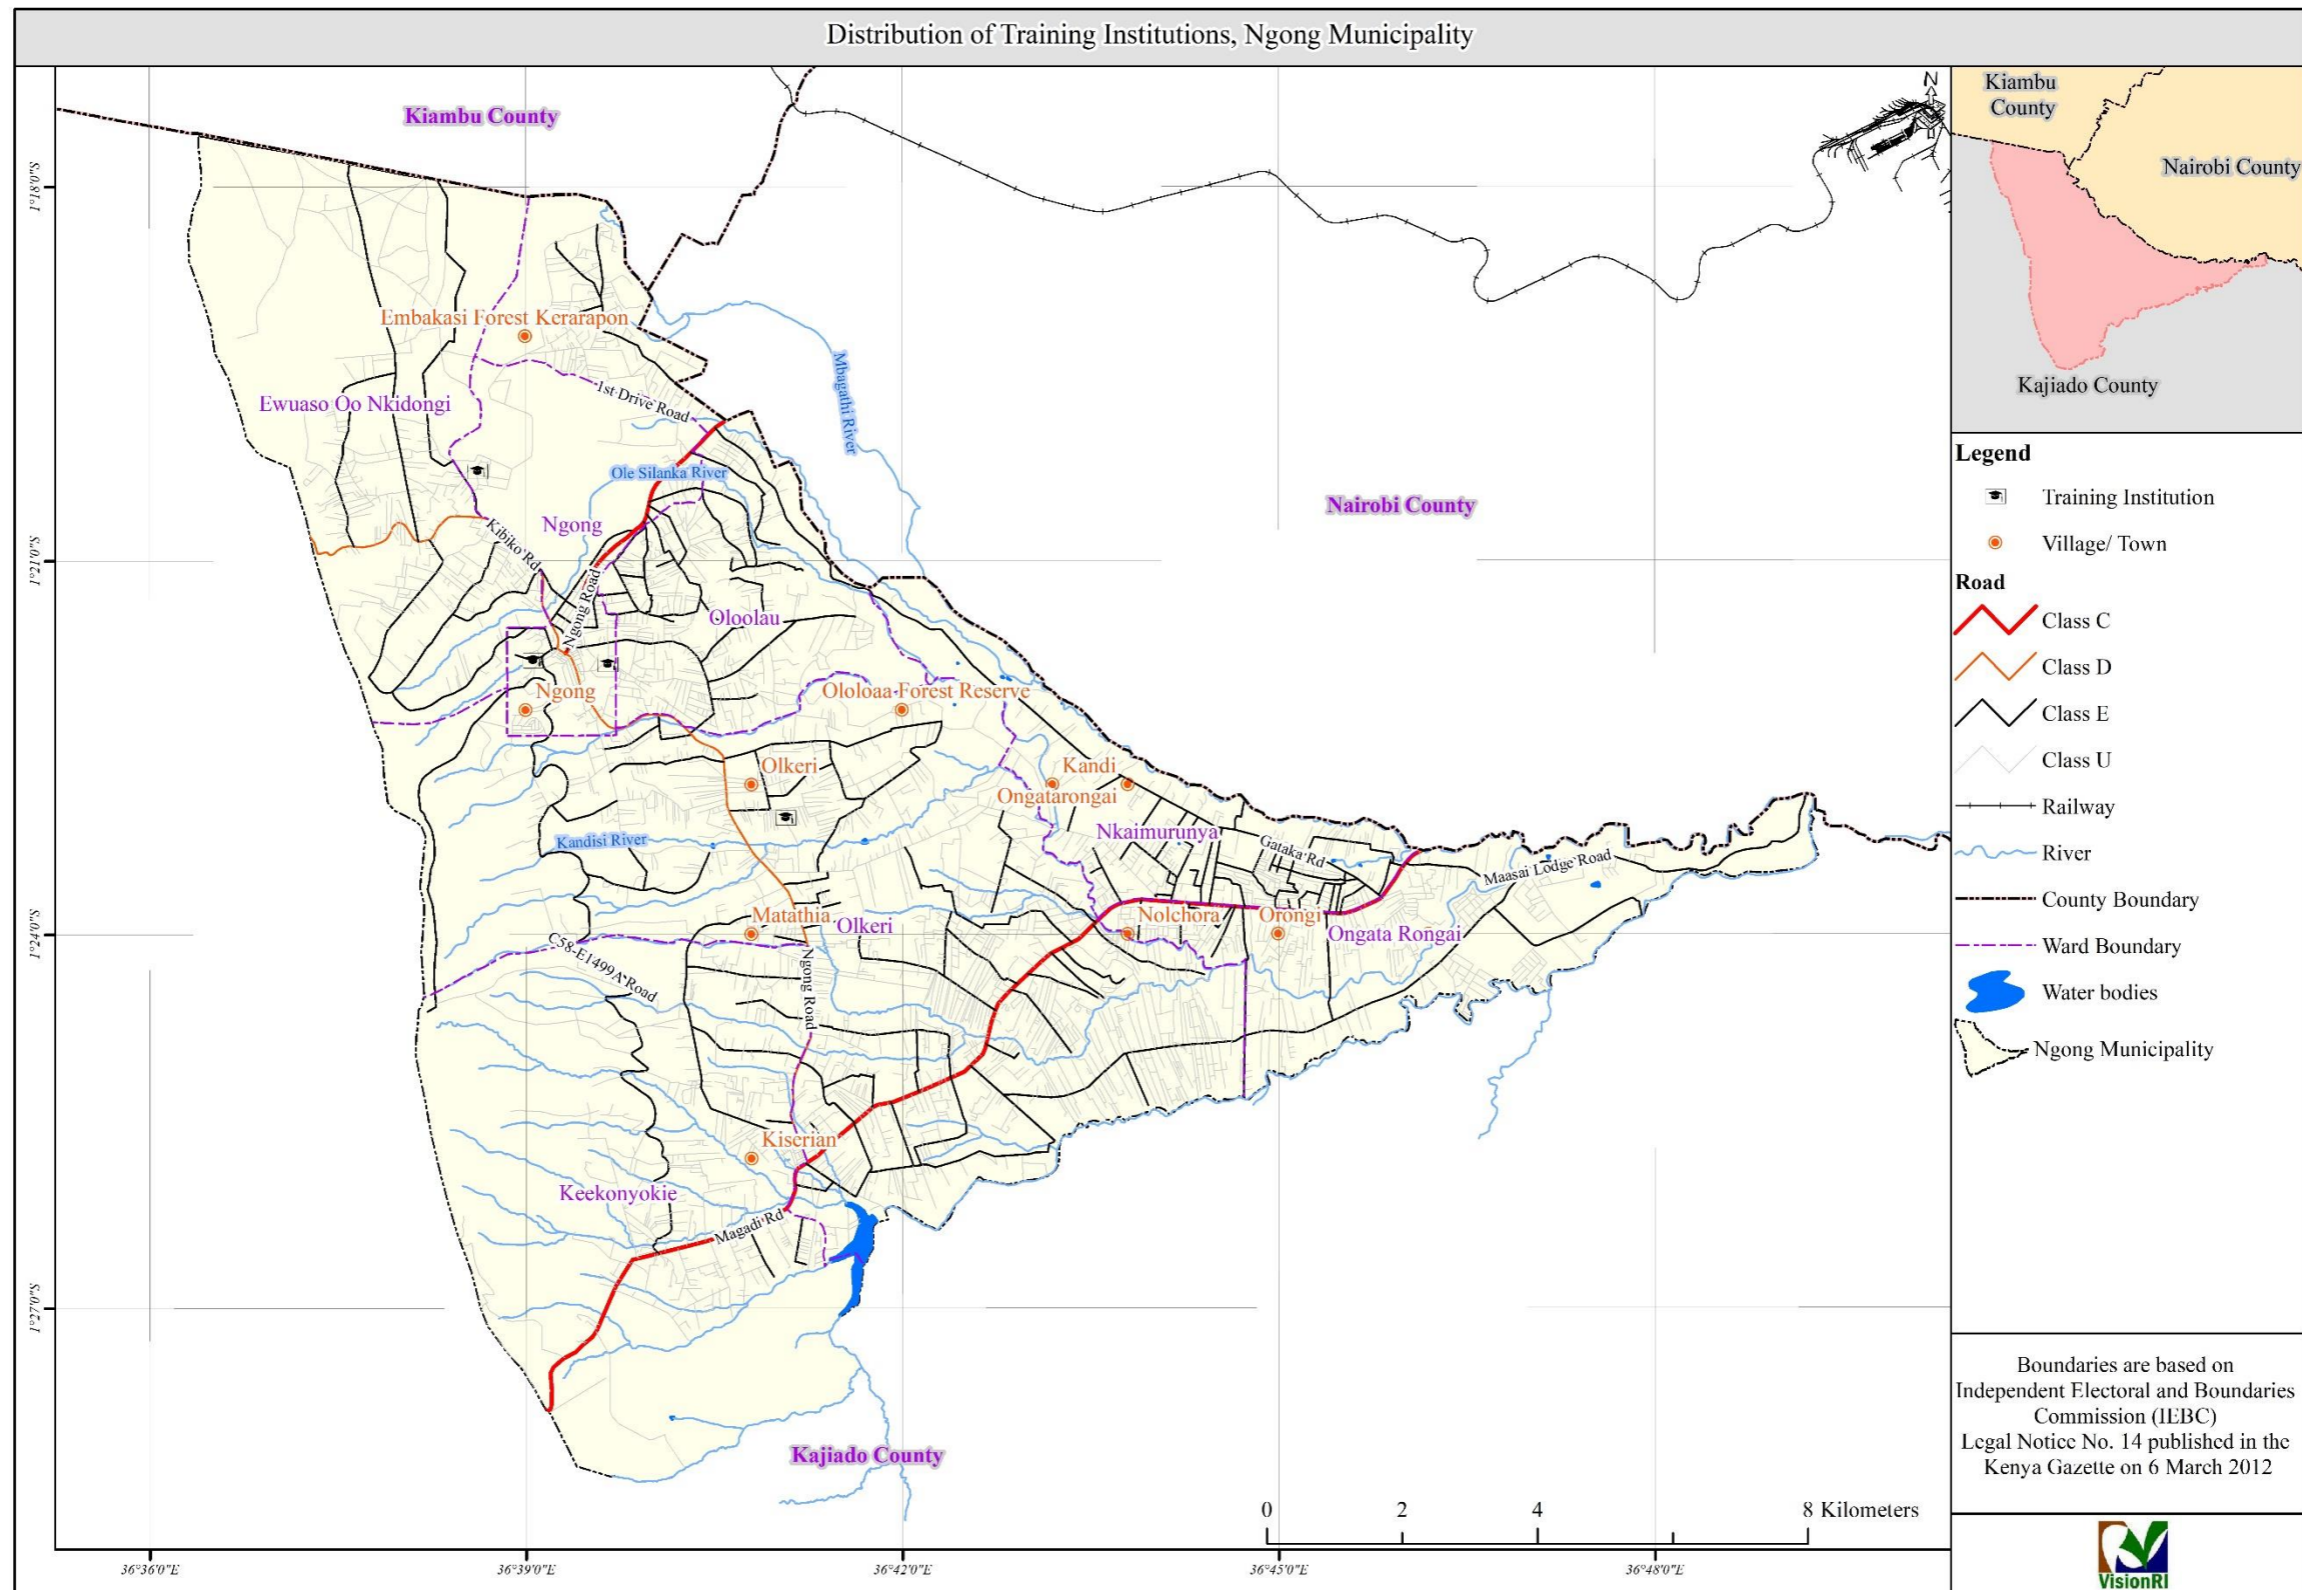 Distribution of Training Institutions, Ngong Municipality
Kiambu County
N
Kiambu
County
Nairobi County
Kajiado County
1°18'0"S
Embakasi Forest Kerarapon
Mbagathi River
1st Drive Road
Ewuaso Oo Nkidongi
Ole Silanka River
Nairobi County
Ngong
Kibiko Rd
1°21'0"S
Ngong Road
Oloolau
Ngong
Ololoaa Forest Reserve
Olkeri
Kandi
Ongatarongai
Nkaimurunya
Kandisi River
Gataka Rd
Maasai Lodge Road
Matathia
Olkeri
Nolchora
Orongi
Ongata Rongai
1°24'0"S
C58-E1499A Road
Ngong Road
Kiserian
Keekonyokie
Magadi Rd
1°27'0"S
Kajiado County
0 2 4 8 Kilometers
36°36'0"E
36°39'0"E
36°42'0"E
36°45'0"E
36°48'0"E
Legend
Training Institution
Village/ Town
Road
Class C
Class D
Class E
Class U
Railway
River
County Boundary
Ward Boundary
Water bodies
Ngong Municipality
Boundaries are based on
Independent Electoral and Boundaries
Commission (IEBC)
Legal Notice No. 14 published in the
Kenya Gazette on 6 March 2012
VisionRI